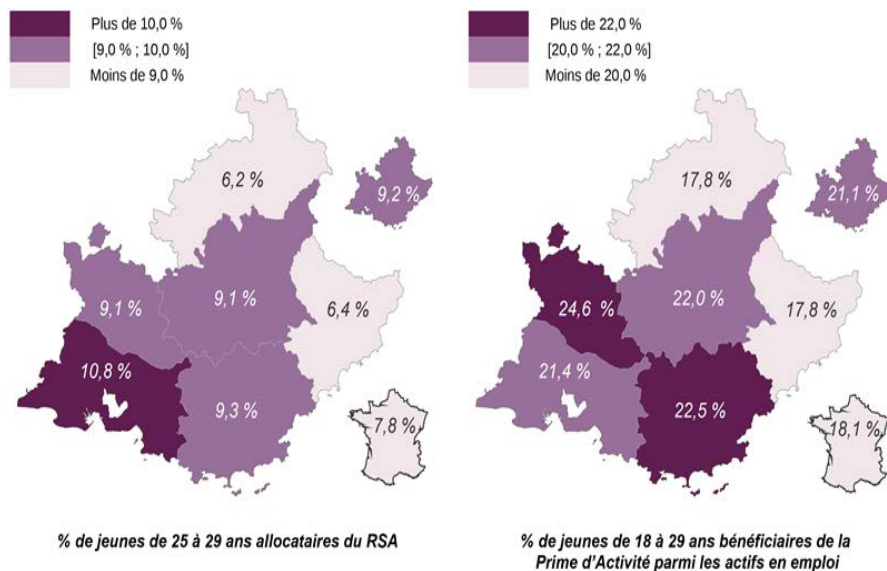 Plus de 10,0 %
[9,0 % ; 10,0 %]
Moins de 9,0 %
6,2 %
9,2 %
9,1 %
9,1 %
6,4 %
10,8 %
9,3 %
7,8 %
% de jeunes de 25 à 29 ans allocataires du RSA
Plus de 22,0 %
[20,0 % ; 22,0 %]
Moins de 20,0 %
17,8 %
21,1 %
24,6 %
22,0 %
17,8 %
21,4 %
22,5 %
18,1 %
% de jeunes de 18 à 29 ans bénéficiaires de la
Prime d'Activité parmi les actifs en emploi